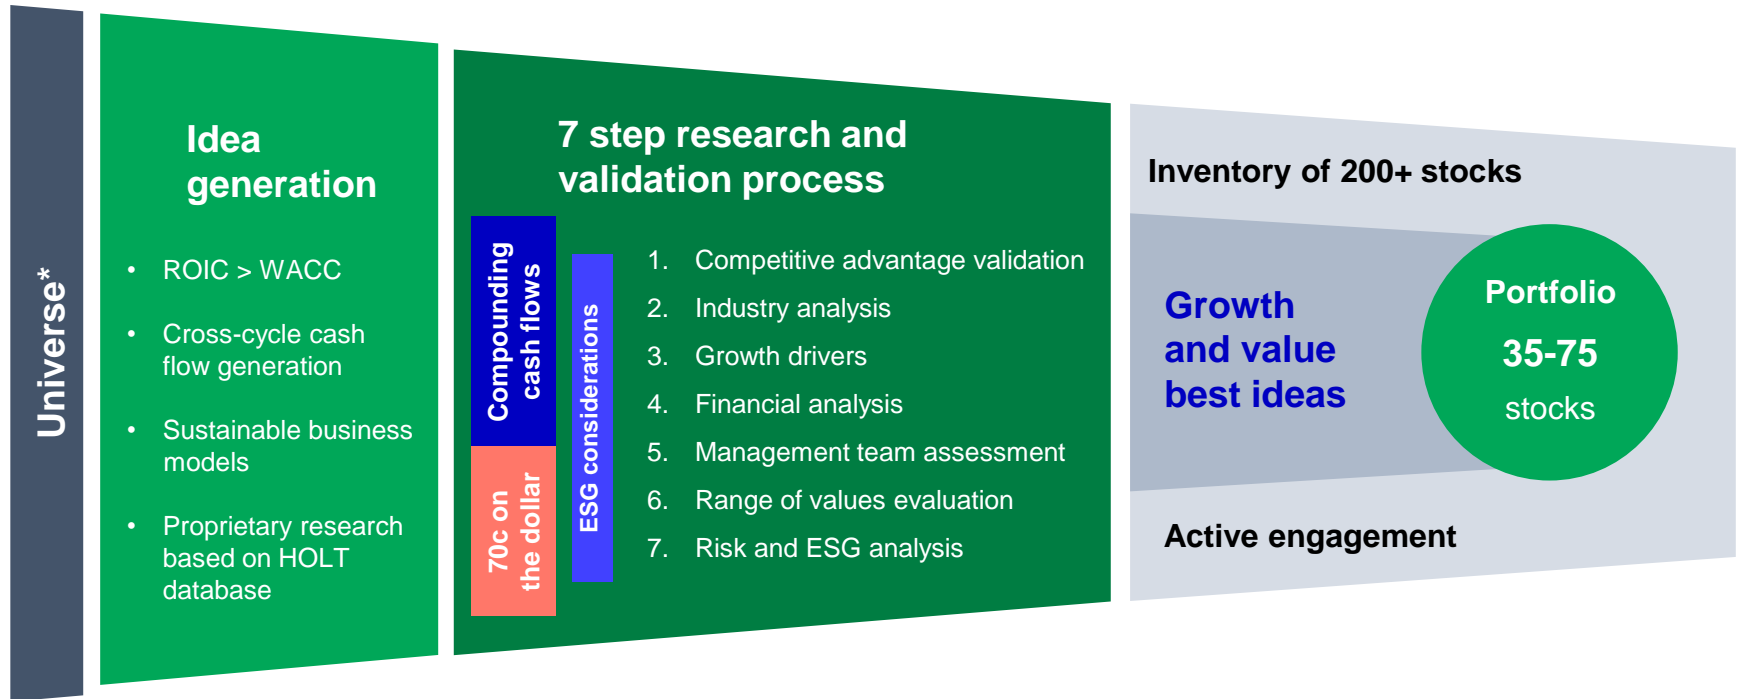 Universe*
Idea
generation
• ROIC > WACC
• Cross-cycle cash
flow generation
• Sustainable business
models
• Proprietary research
based on HOLT
database
7 step research and
validation process
Compounding
cash flows
70c on
the dollar
ESG considerations
1. Competitive advantage validation
2. Industry analysis
3. Growth drivers
4. Financial analysis
5. Management team assessment
6. Range of values evaluation
7. Risk and ESG analysis
Inventory of 200+ stocks
Growth
and value
best ideas
Portfolio
35-75
stocks
Active engagement